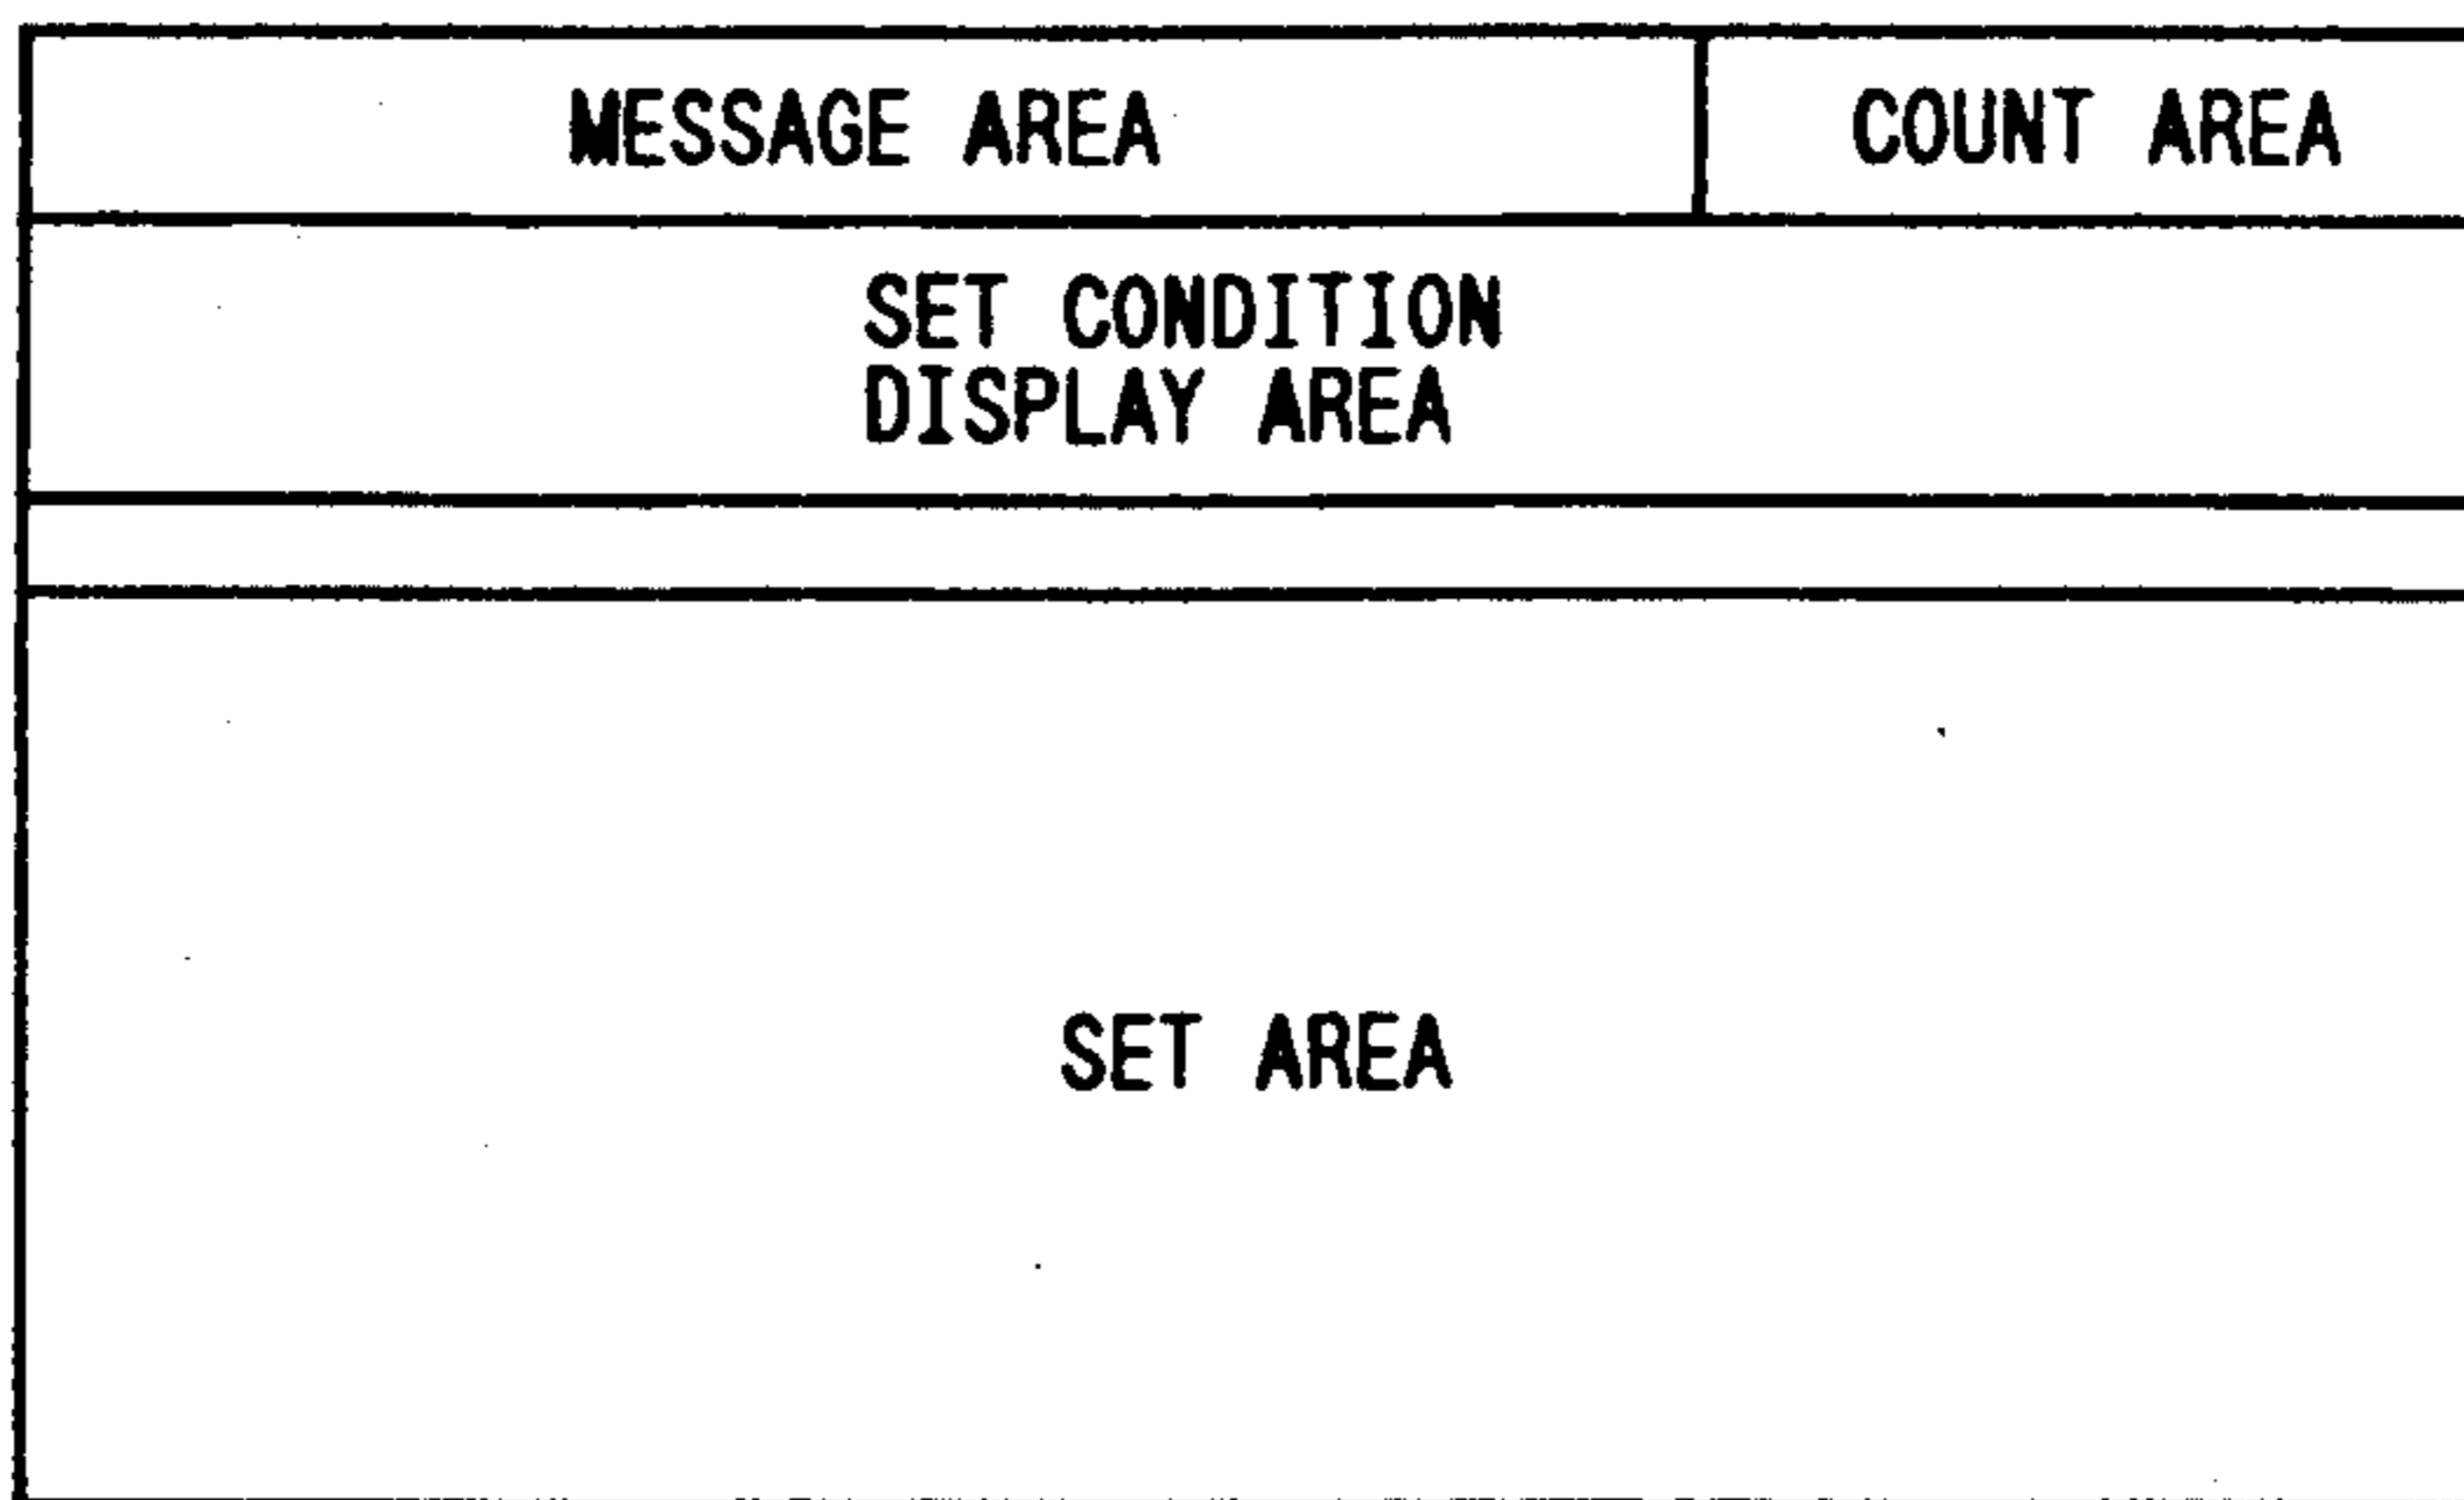 MESSAGE AREA
COUNT AREA
SET CONDITION
DISPLAY AREA
SET AREA